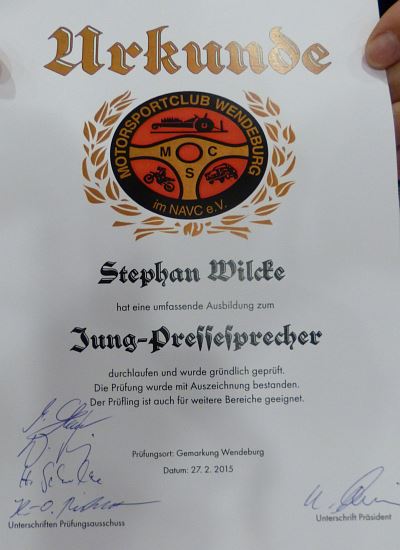 Urkunde
MOTORSPORTCLUB WENDEBURG
M C
S
im NAVC e.V.
Stephan Wilcke
hat eine umfassende Ausbildung zum
Jung-Pressesprecher
durchlaufen und wurde gründlich geprüft.
Die Prüfung wurde mit Auszeichnung bestanden.
Der Prüfling ist auch für weitere Bereiche geeignet.
Prüfungsort: Gemarkung Wendeburg
Datum: 27. 2. 2015
Unterschriften Prüfungsausschuss
Unterschrift Präsident